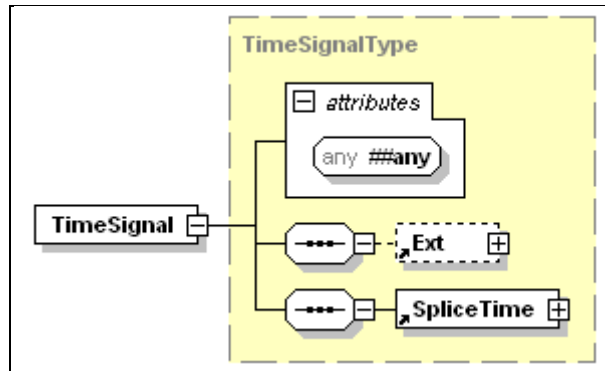 TimeSignalType
attributes
any ##any
TimeSignal
Ext
SpliceTime